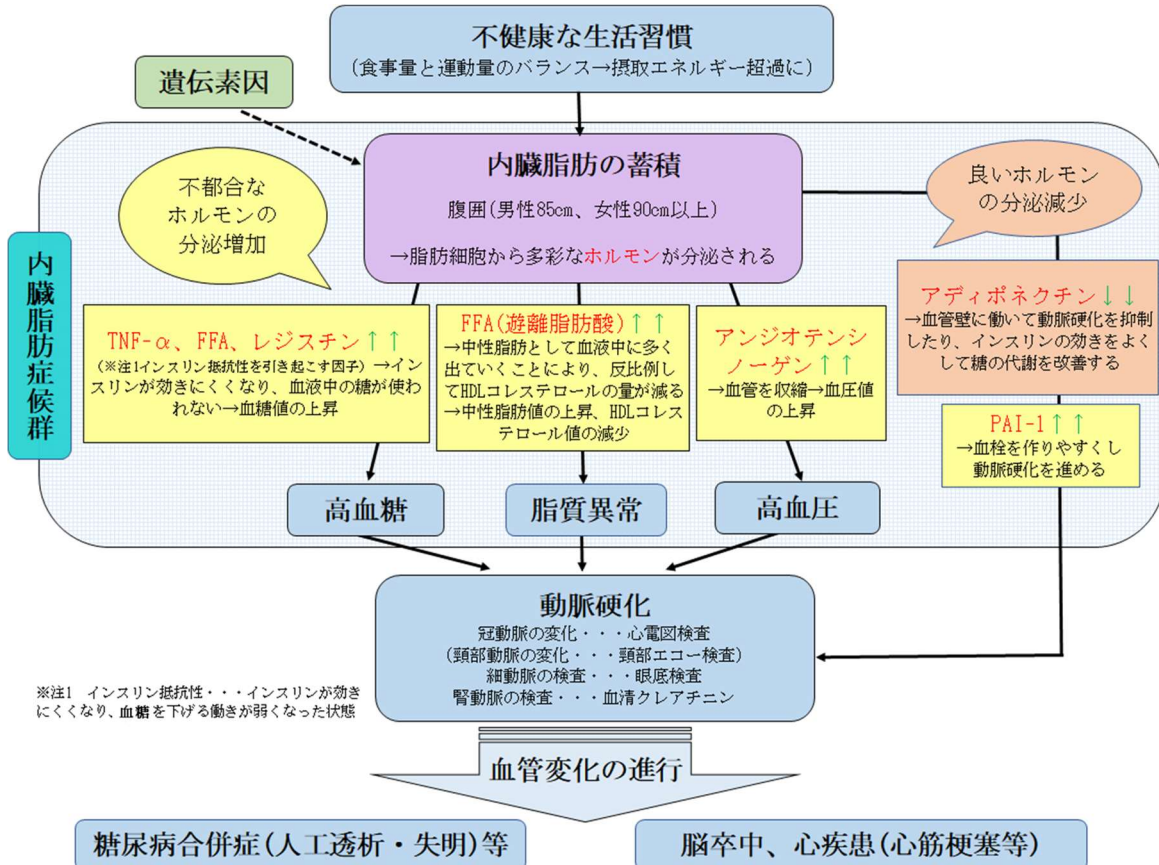 不健康な生活習慣
(食事量と運動量のバランス→摂取エネルギー超過に)
遺伝素因
内臓脂肪の蓄積
腹囲(男性85cm、女性90cm以上)
→脂肪細胞から多彩なホルモンが分泌される
不都合な
ホルモンの
分泌増加
良いホルモン
の分泌減少
内臓脂肪症候群
TNF-α、FFA、レジスチン↑↑
(※注1インスリン抵抗性を引き起こす因子)→イン
スリンが効きにくくなり、血液中の糖が使わ
れない→血糖値の上昇
FFA(遊離脂肪酸)↑↑
→中性脂肪として血液中に多く
出ていくことにより、反比例し
てHDLコレステロールの量が減る
→中性脂肪値の上昇、HDLコレス
テロール値の減少
アンジオテンシ
ノーゲン↑↑
→血管を収縮→血圧値
の上昇
アディポネクチン↓↓
→血管壁に働いて動脈硬化を抑制
したり、インスリンの効きをよく
して糖の代謝を改善する
PAI-1↑↑
→血栓を作りやすくし
動脈硬化を進める
高血糖
脂質異常
高血圧
動脈硬化
冠動脈の変化・・・心電図検査
(頸部動脈の変化・・・頸部エコー検査)
細動脈の検査・・・眼底検査
腎動脈の検査・・・血清クレアチニン
※注1 インスリン抵抗性・・・インスリンが効き
にくくなり、血糖を下げる働きが弱くなった状態
血管変化の進行
糖尿病合併症(人工透析・失明)等
脳卒中、心疾患(心筋梗塞等)